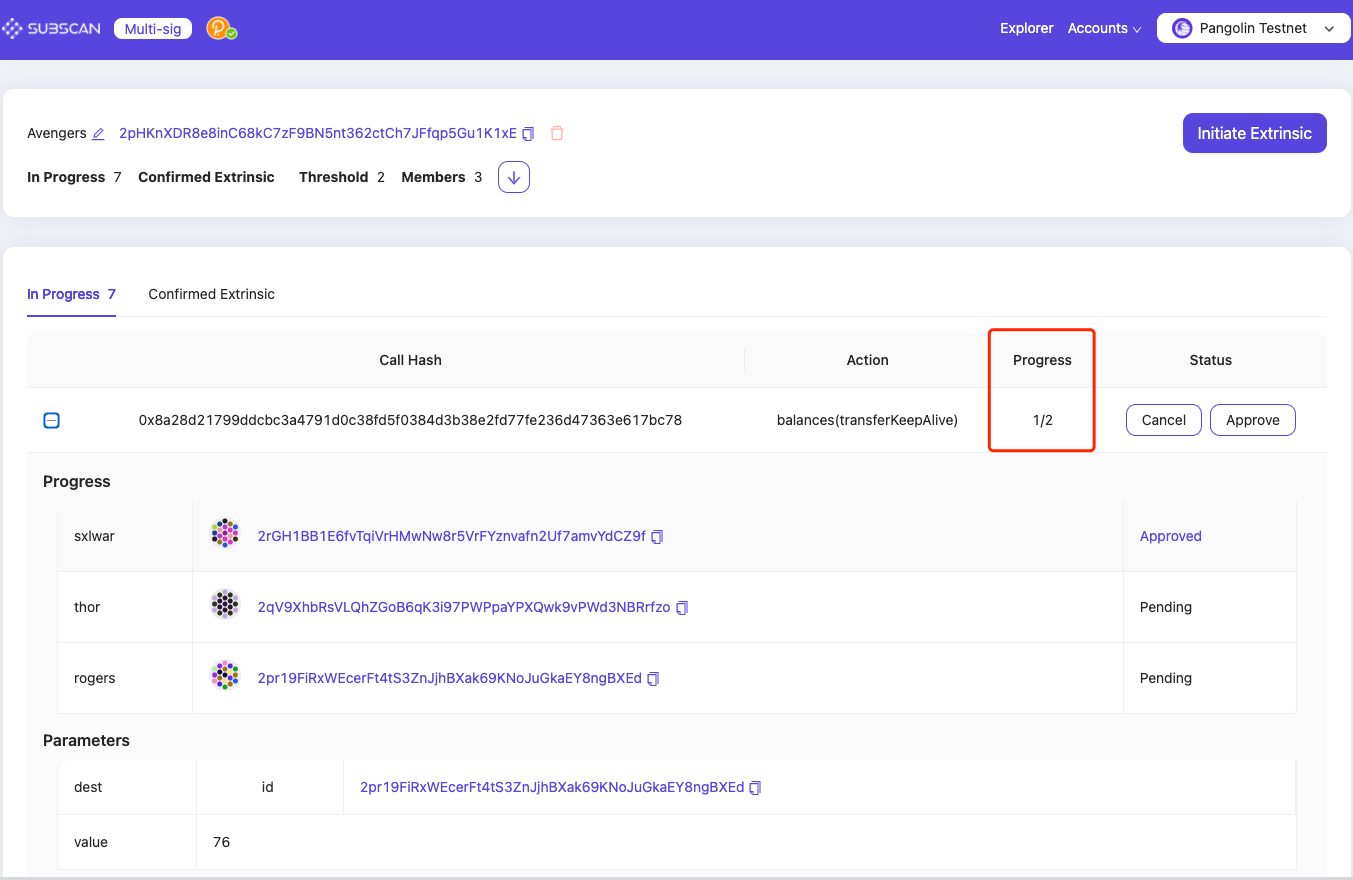 SUBSCAN Multi-sig Explorer Accounts Pangolin Testnet
Avengers 2pHKnXDR8e8inC68kC7zF9BN5nt362ctCh7JFfqp5Gu1K1xE Initiate Extrinsic
In Progress 7 Confirmed Extrinsic Threshold 2 Members 3
In Progress 7 Confirmed Extrinsic
Call Hash Action Progress Status
0x8a28d21799ddcbc3a4791d0c38fd5f0384d3b38e2fd77fe236d47363e617bc78 balances(transferKeepAlive) 1/2 Cancel Approve
Progress
sxlwar 2rGH1BB1E6fvTqiVrHMwNw8r5VrFYznvafn2Uf7amvYdCZ9f Approved
thor 2qV9XhbRsVLQhZGoB6qK3i97PWPpaYPXQwk9vPWd3NBRrfzo Pending
rogers 2pr19FiRxWEcerFt4tS3ZnJjhBXak69KNoJuGkaEY8ngBXEd Pending
Parameters
dest id 2pr19FiRxWEcerFt4tS3ZnJjhBXak69KNoJuGkaEY8ngBXEd
value 76